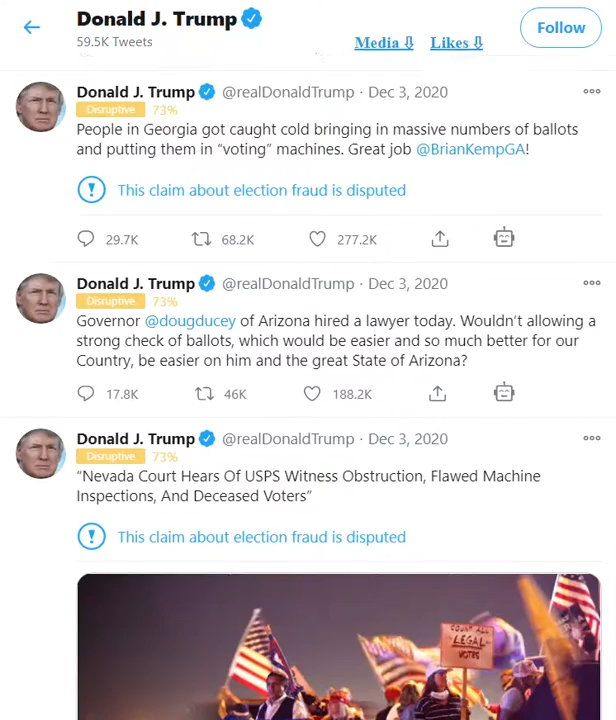 Donald J. Trump
59.5K Tweets
Media ⇩ Likes ⇩
Follow
Donald J. Trump @realDonaldTrump · Dec 3, 2020
Disruptive 73%
People in Georgia got caught cold bringing in massive numbers of ballots
and putting them in “voting” machines. Great job @BrianKempGA!
This claim about election fraud is disputed
29.7K 68.2K 277.2K
Donald J. Trump @realDonaldTrump · Dec 3, 2020
Disruptive 73%
Governor @dougducey of Arizona hired a lawyer today. Wouldn’t allowing a
strong check of ballots, which would be easier and so much better for our
Country, be easier on him and the great State of Arizona?
17.8K 46K 188.2K
Donald J. Trump @realDonaldTrump · Dec 3, 2020
Disruptive 73%
“Nevada Court Hears Of USPS Witness Obstruction, Flawed Machine
Inspections, And Deceased Voters”
This claim about election fraud is disputed
COUNT ALL
LEGAL
VOTES